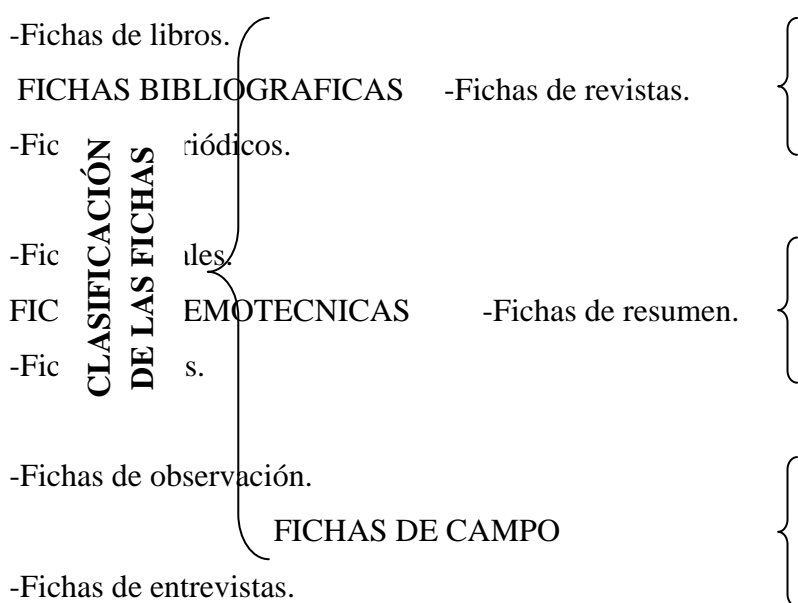 -Fichas de libros.
FICHAS BIBLIOGRAFICAS -Fichas de revistas.
-Fic riódicos.
CLASIFICACIÓN
DE LAS FICHAS
-Fic ales.
FIC EMOTECNICAS -Fichas de resumen.
-Fic s.
-Fichas de observación.
FICHAS DE CAMPO
-Fichas de entrevistas.